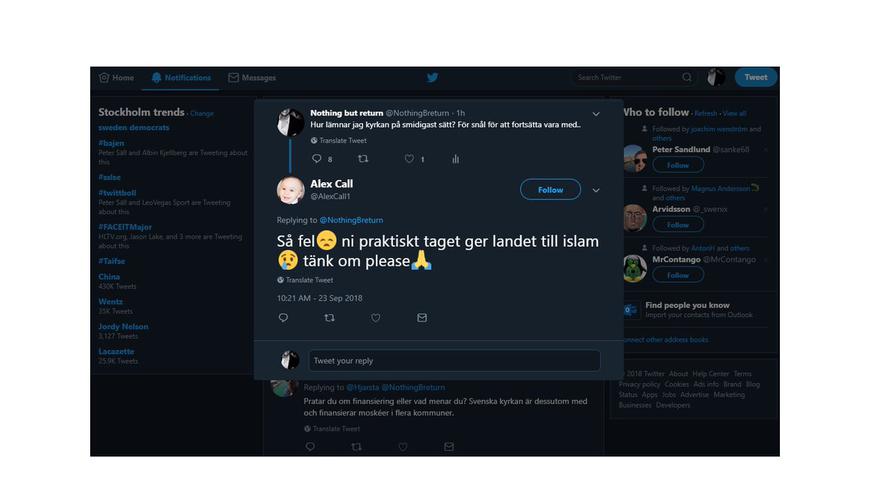 Home Notifications Messages Search Twitter Tweet
Stockholm trends · Change
sweden democrats
#bajen
Peter Säll and Albin Kjellberg are Tweeting about
this
#sslse
#twittboll
Peter Säll and LeoVegas Sport are Tweeting
about this
#FACEITMajor
HLTV.org, Jason Lake, and 3 more are Tweeting
about this
#Taifse
China
430K Tweets
Wentz
35K Tweets
Jordy Nelson
3,127 Tweets
Lacazette
25.9K Tweets
Nothing but return @NothingBreturn · 1h
Hur lämnar jag kyrkan på smidigast sätt? För snål för att fortsätta vara med..
Translate Tweet
8 1
Alex Call
@AlexCall1
Follow
Replying to @NothingBreturn
Så fel😞 ni praktiskt taget ger landet till islam
😢 tänk om please🙏
Translate Tweet
10:21 AM - 23 Sep 2018
Tweet your reply
Replying to @Hjarsta @NothingBreturn
Pratar du om finansiering eller vad menar du? Svenska kyrkan är dessutom med
och finansierar moskéer i flera kommuner.
Translate Tweet
Who to follow · Refresh · View all
Followed by joachim wenström and
others
Peter Sandlund @sanke68
Follow
Followed by Magnus Andersson
and others
Arvidsson @_swenix
Follow
Followed by AntonH and others
MrContango @MrContango
Follow
Find people you know
Import your contacts from Outlook
connect other address books
© 2018 Twitter About Help Center Terms
Privacy policy Cookies Ads info Brand Blog
Status Apps Jobs Advertise Marketing
Businesses Developers